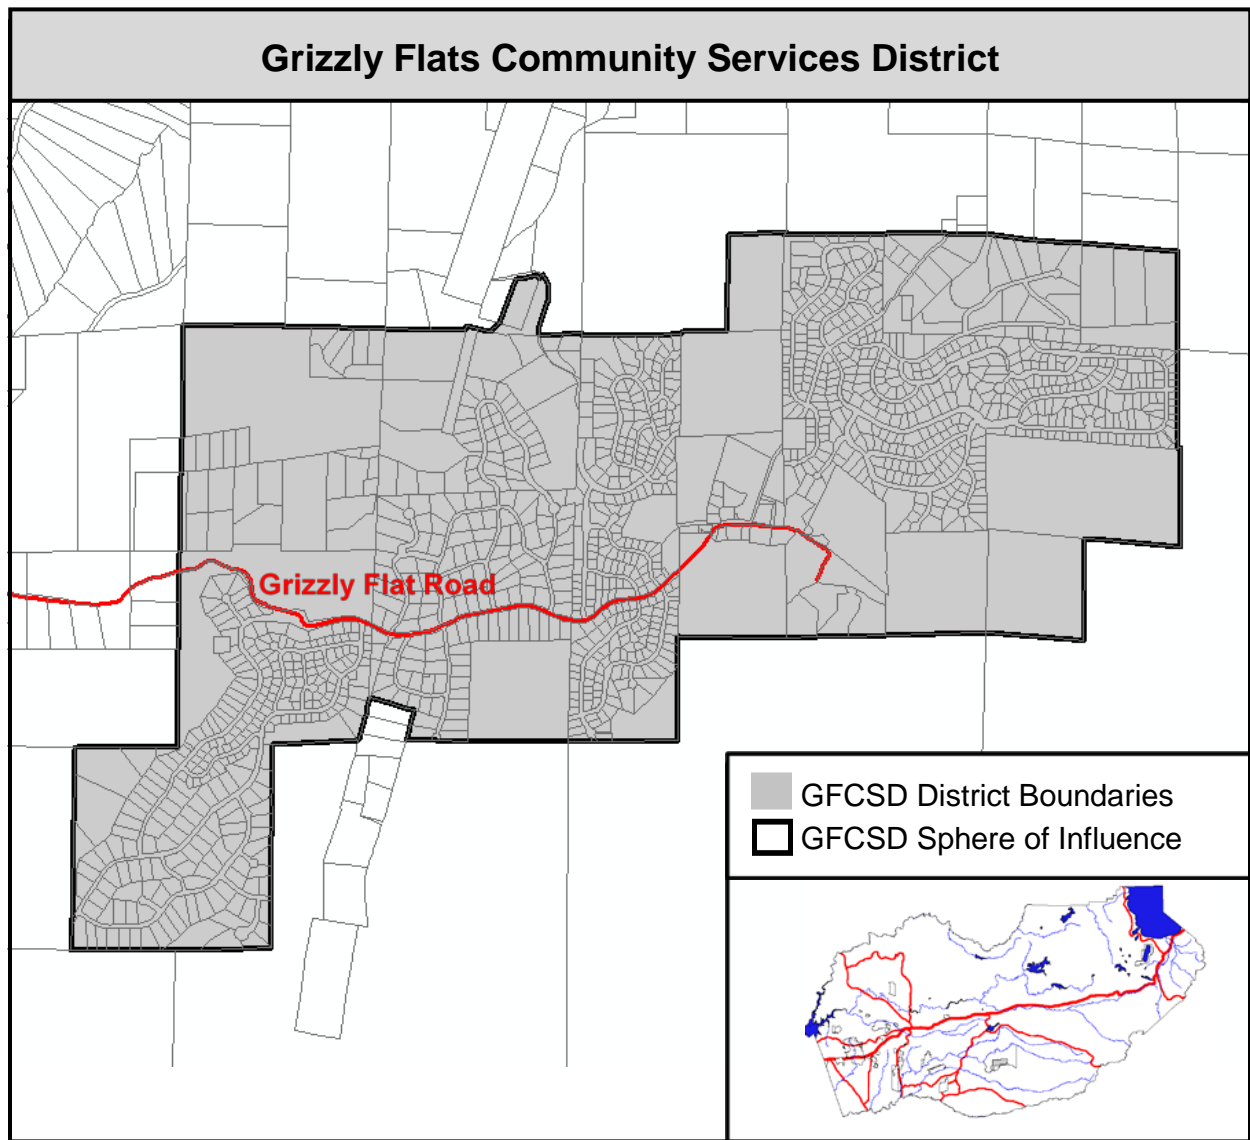 Grizzly Flats Community Services District
Grizzly Flat Road
GFCSD District Boundaries
GFCSD Sphere of Influence